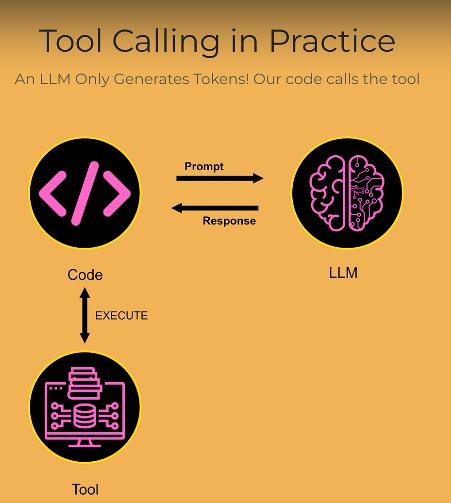 Tool Calling in Practice
An LLM Only Generates Tokens! Our code calls the tool
Prompt
Response
Code
LLM
EXECUTE
Tool